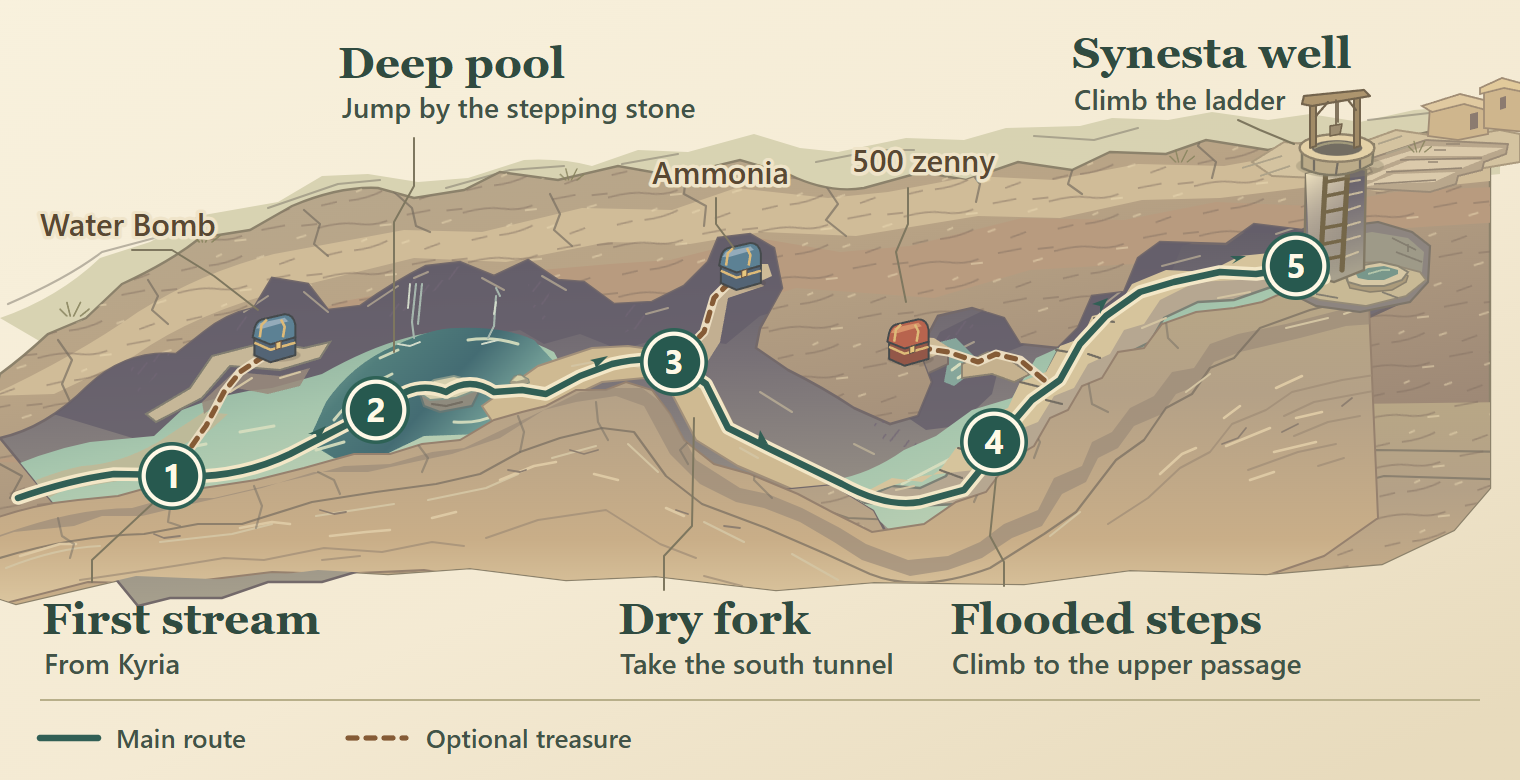 Deep pool
Jump by the stepping stone
Synesta well
Climb the ladder
Water Bomb
Ammonia
500 zenny
1
2
3
4
5
First stream
From Kyria
Dry fork
Take the south tunnel
Flooded steps
Climb to the upper passage
Main route
Optional treasure